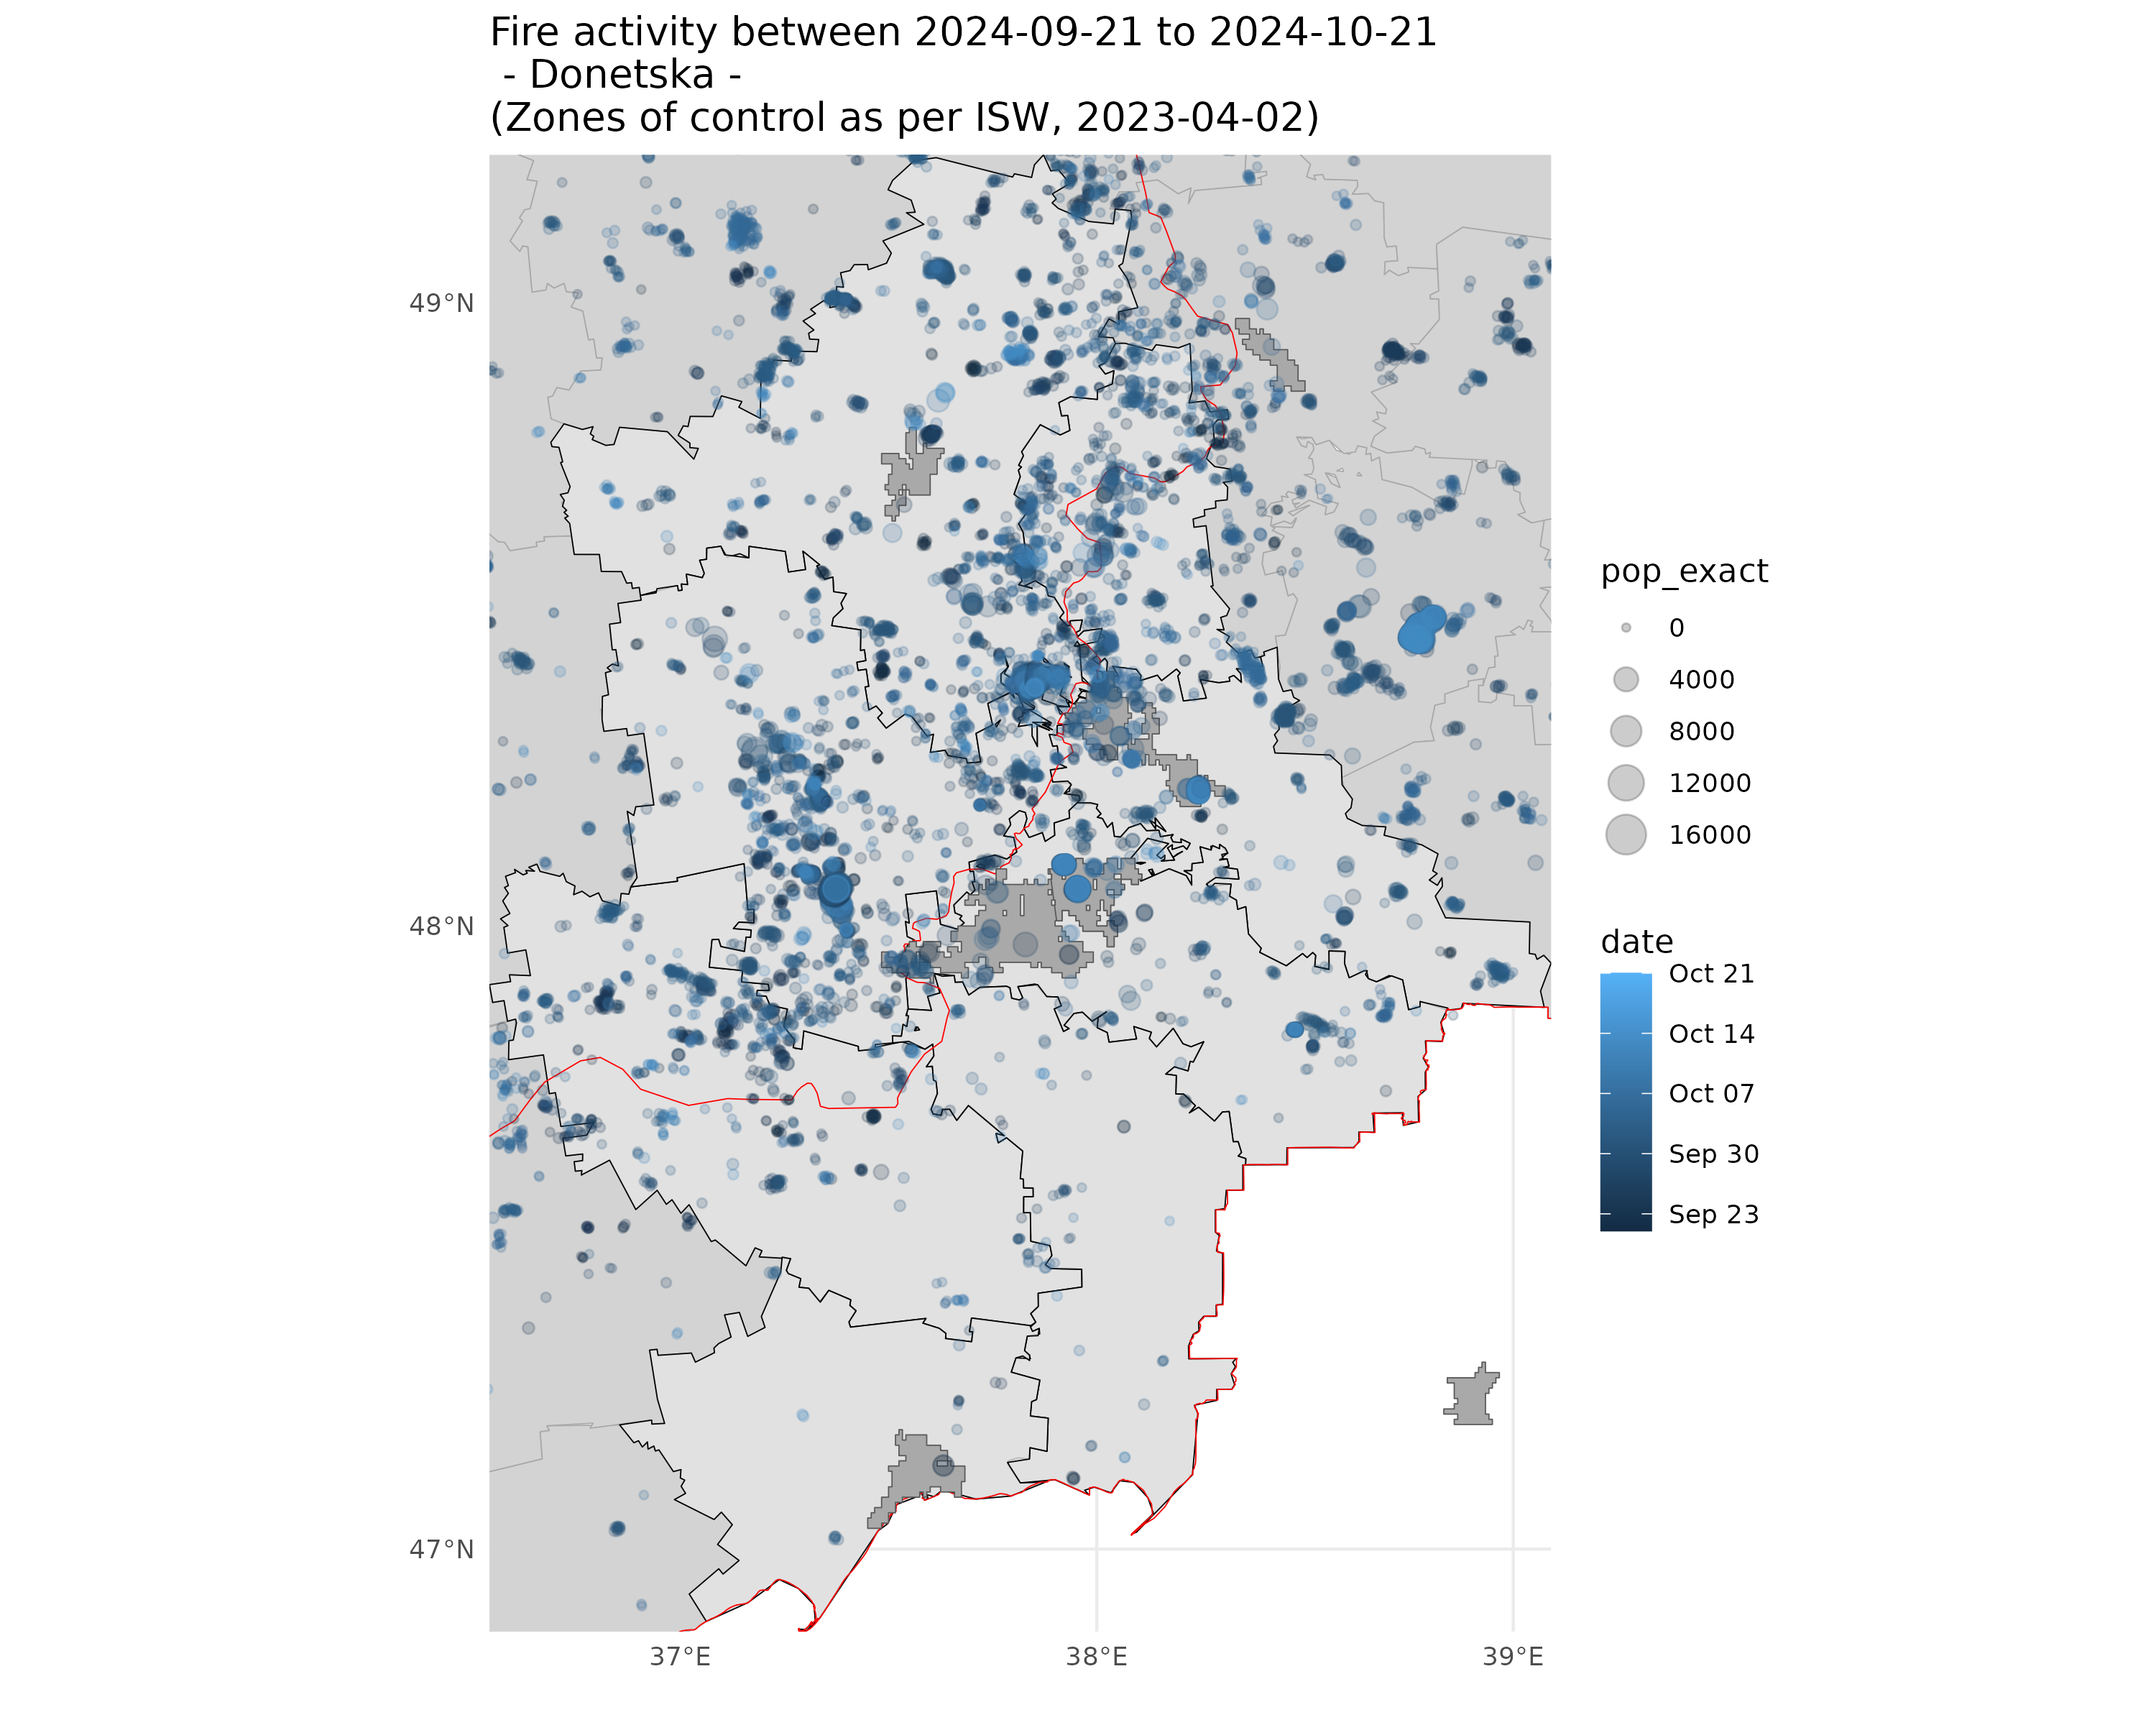 Fire activity between 2024-09-21 to 2024-10-21
- Donetska -
(Zones of control as per ISW, 2023-04-02)
49°N
48°N
47°N
37°E
38°E
39°E
pop_exact
0
4000
8000
12000
16000
date
Oct 21
Oct 14
Oct 07
Sep 30
Sep 23